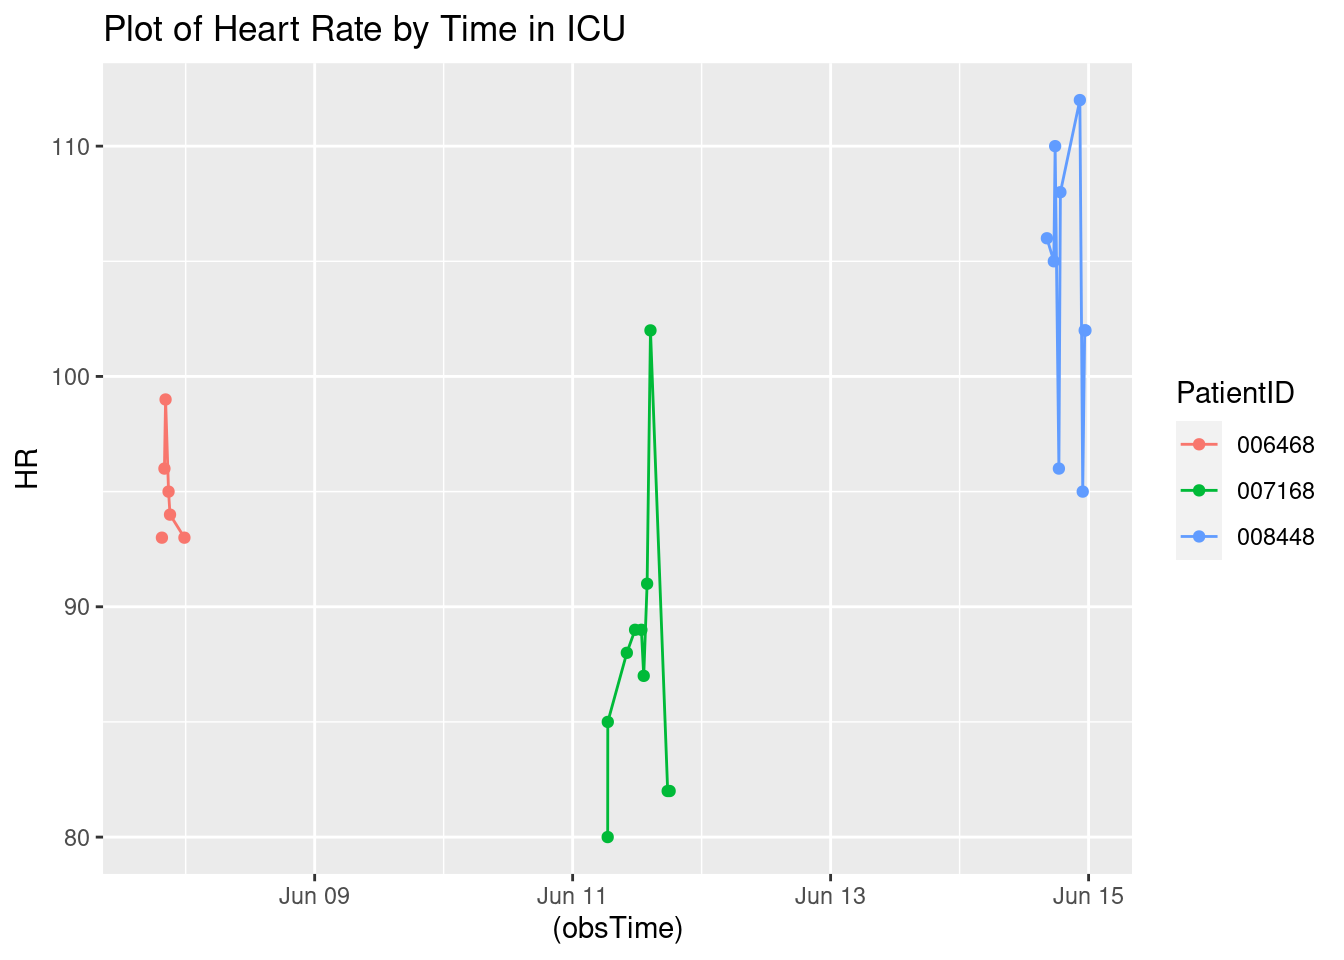 Plot of Heart Rate by Time in ICU
110
100
90
80
HR
Jun 09
Jun 11
Jun 13
Jun 15
(obsTime)
PatientID
006468
007168
008448